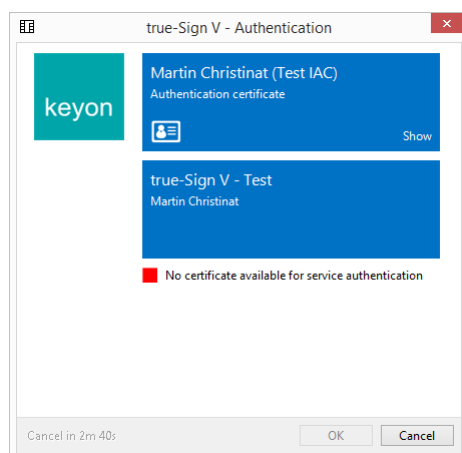 true-Sign V - Authentication
keyon
Martin Christinat (Test IAC)
Authentication certificate
Show
true-Sign V - Test
Martin Christinat
No certificate available for service authentication
Cancel in 2m 40s
OK
Cancel